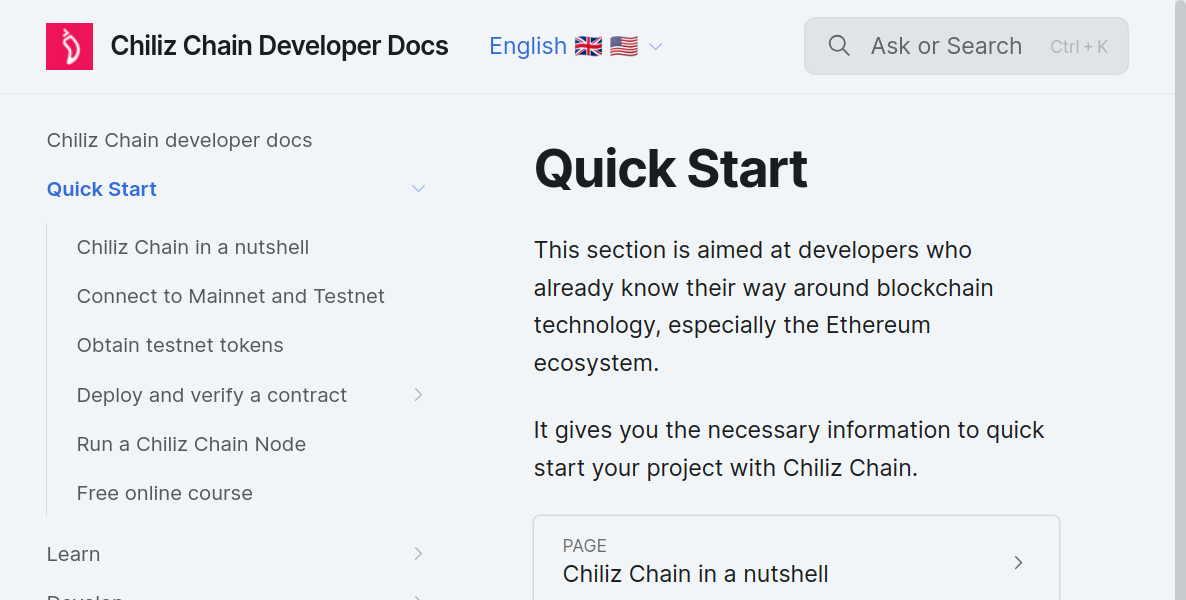 Chiliz Chain Developer Docs
English 🇬🇧 🇺🇸
Ask or Search Ctrl + K
Chiliz Chain developer docs
Quick Start
Chiliz Chain in a nutshell
Connect to Mainnet and Testnet
Obtain testnet tokens
Deploy and verify a contract
Run a Chiliz Chain Node
Free online course
Learn
Develop
Quick Start
This section is aimed at developers who
already know their way around blockchain
technology, especially the Ethereum
ecosystem.
It gives you the necessary information to quick
start your project with Chiliz Chain.
PAGE
Chiliz Chain in a nutshell